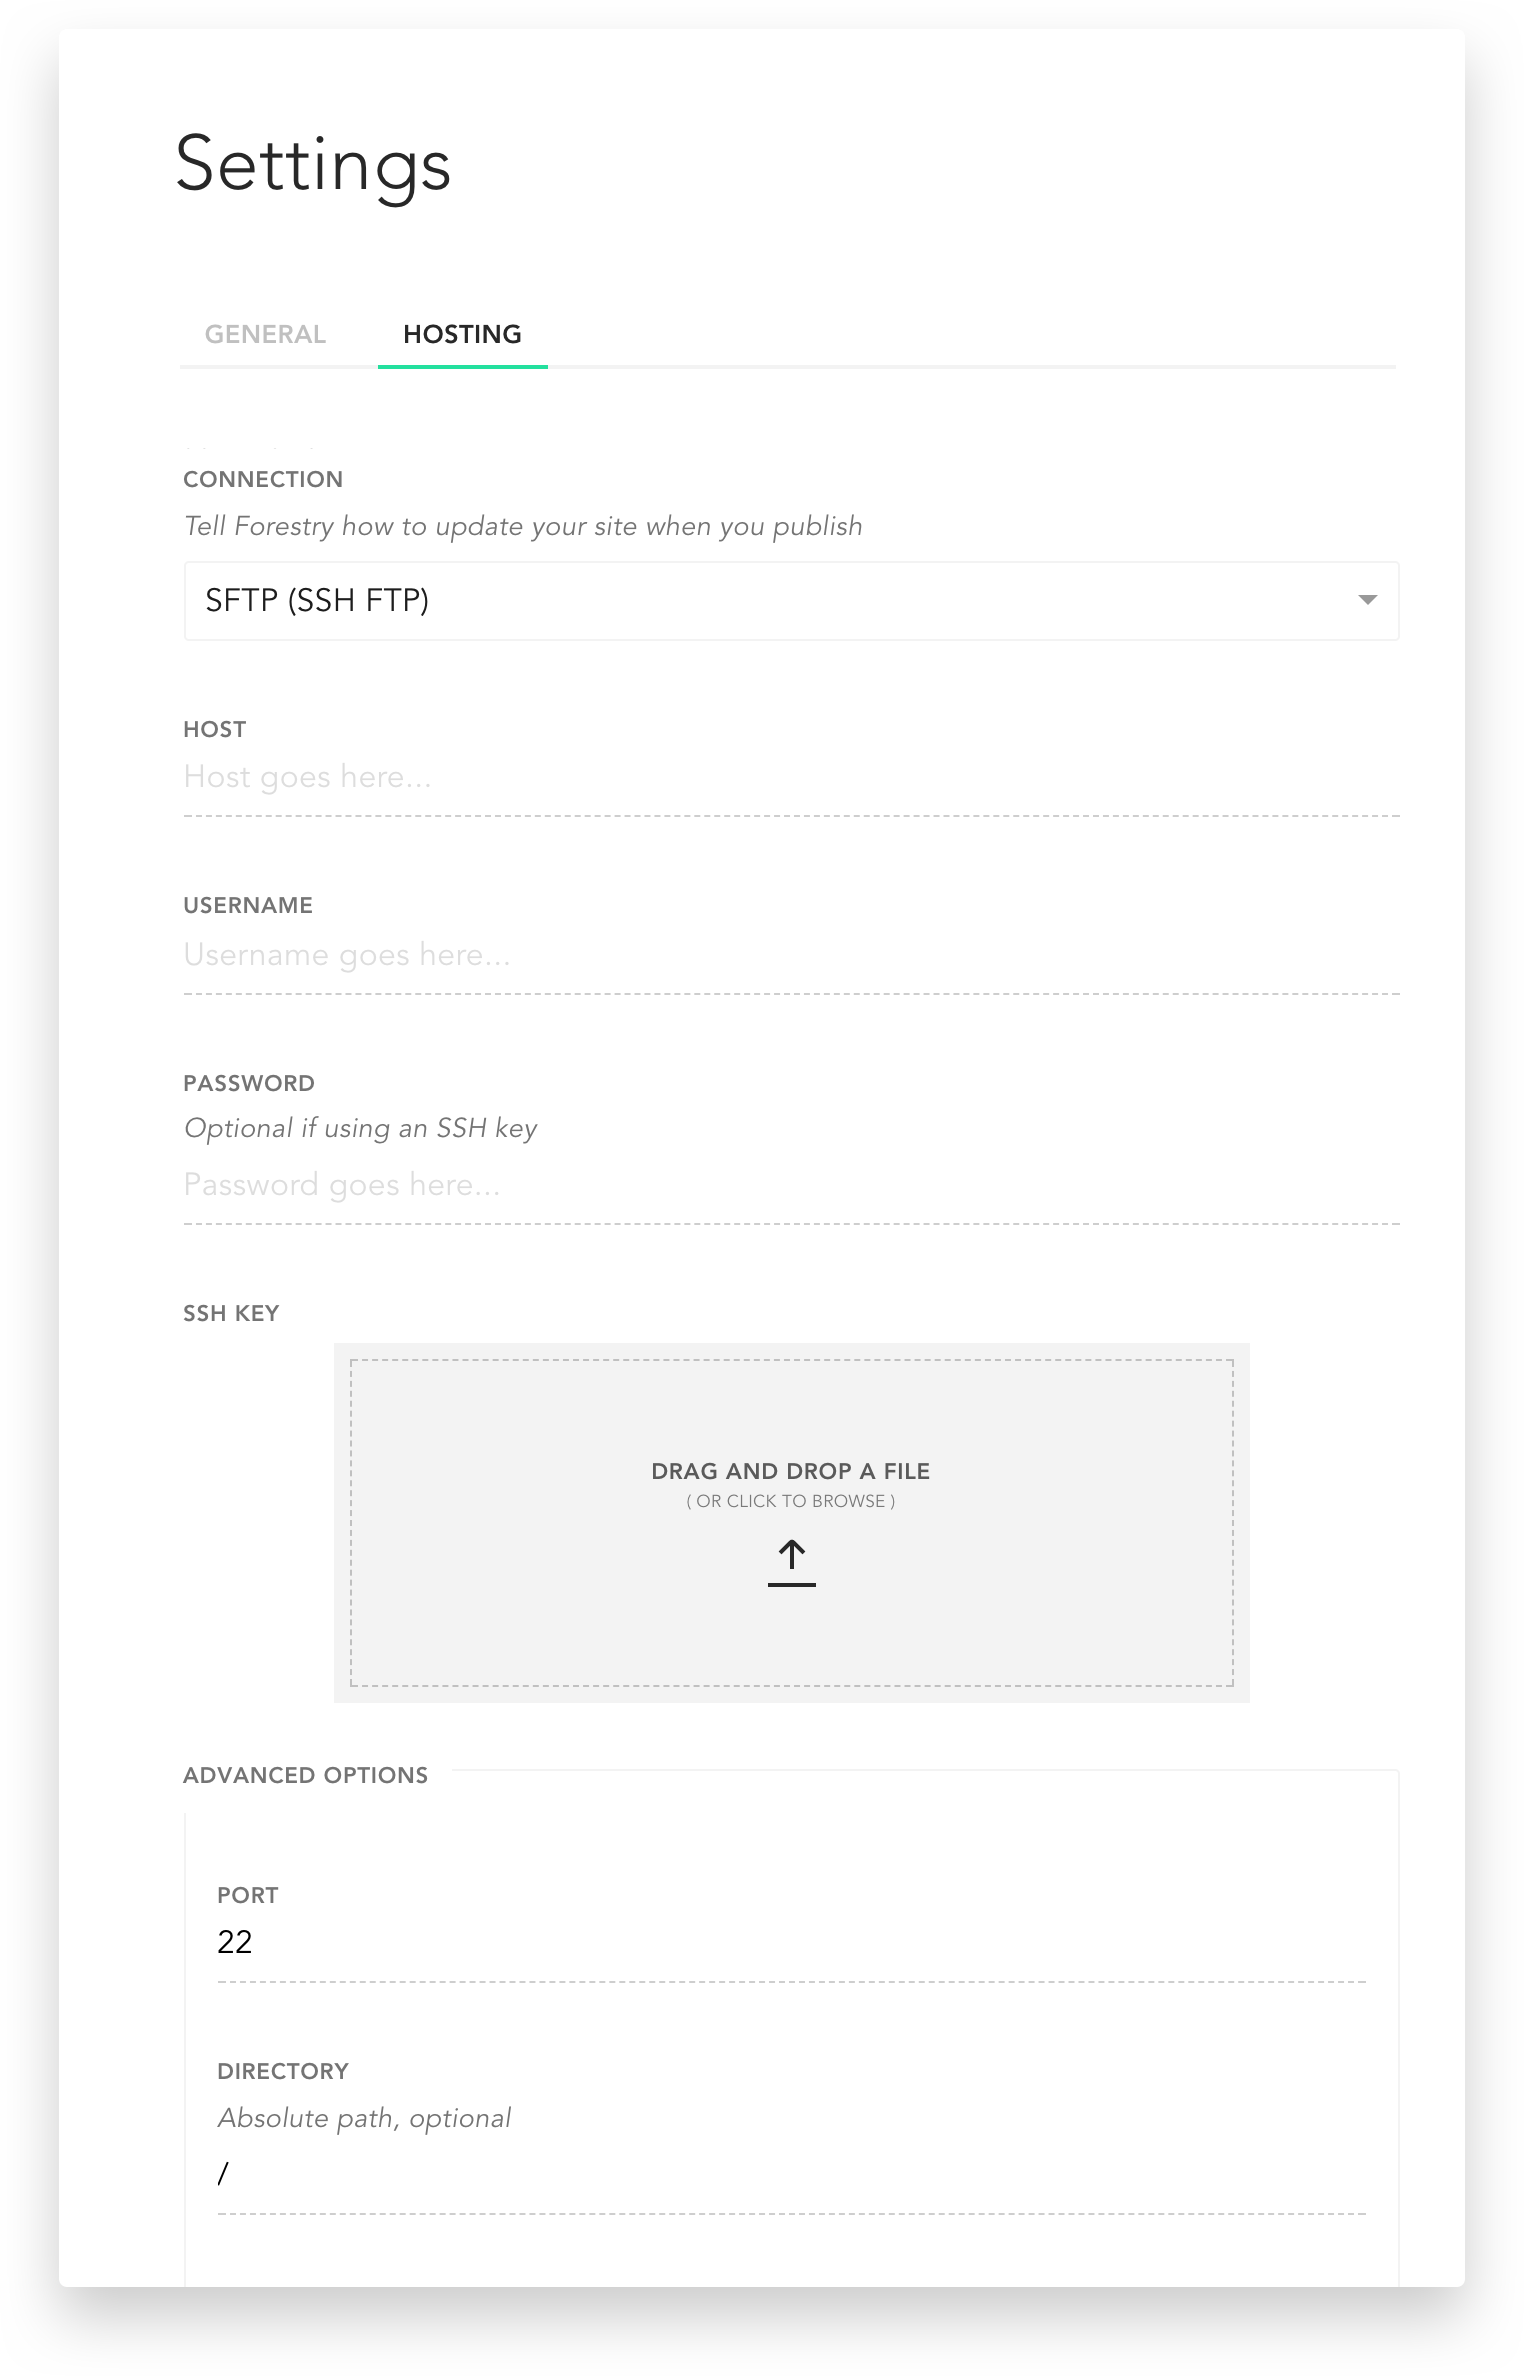 Settings
GENERAL HOSTING
CONNECTION
Tell Forestry how to update your site when you publish
SFTP (SSH FTP)
HOST
Host goes here...
USERNAME
Username goes here...
PASSWORD
Optional if using an SSH key
Password goes here...
SSH KEY
DRAG AND DROP A FILE
( OR CLICK TO BROWSE )
ADVANCED OPTIONS
PORT
22
DIRECTORY
Absolute path, optional
/